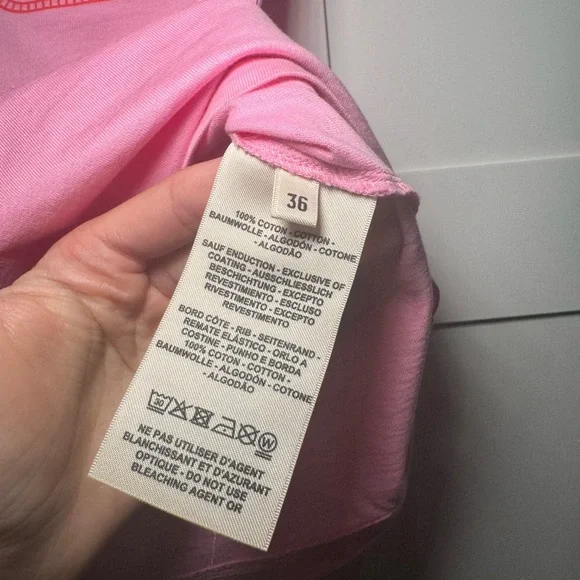 36
100% COTON - COTTON -
BAUMWOLLE - ALGODÓN - COTONE
- ALGODÃO
SAUF ENDUCTION - EXCLUSIVE OF
COATING - AUSSCHLIESSLICH
BESCHICHTUNG - EXCEPTO
REVESTIMIENTO - ESCLUSO
RIVESTIMENTO - EXCEPTO
REVESTIMENTO
BORD CÔTE - RIB - SEITENRAND -
REMATE ELÁSTICO - ORLO A
COSTINE - PUNHO E BORDA
100% COTON - COTTON -
BAUMWOLLE - ALGODÓN - COTONE
- ALGODÃO
30 W
NE PAS UTILISER D'AGENT
BLANCHISSANT ET D'AZURANT
OPTIQUE - DO NOT USE
BLEACHING AGENT OR